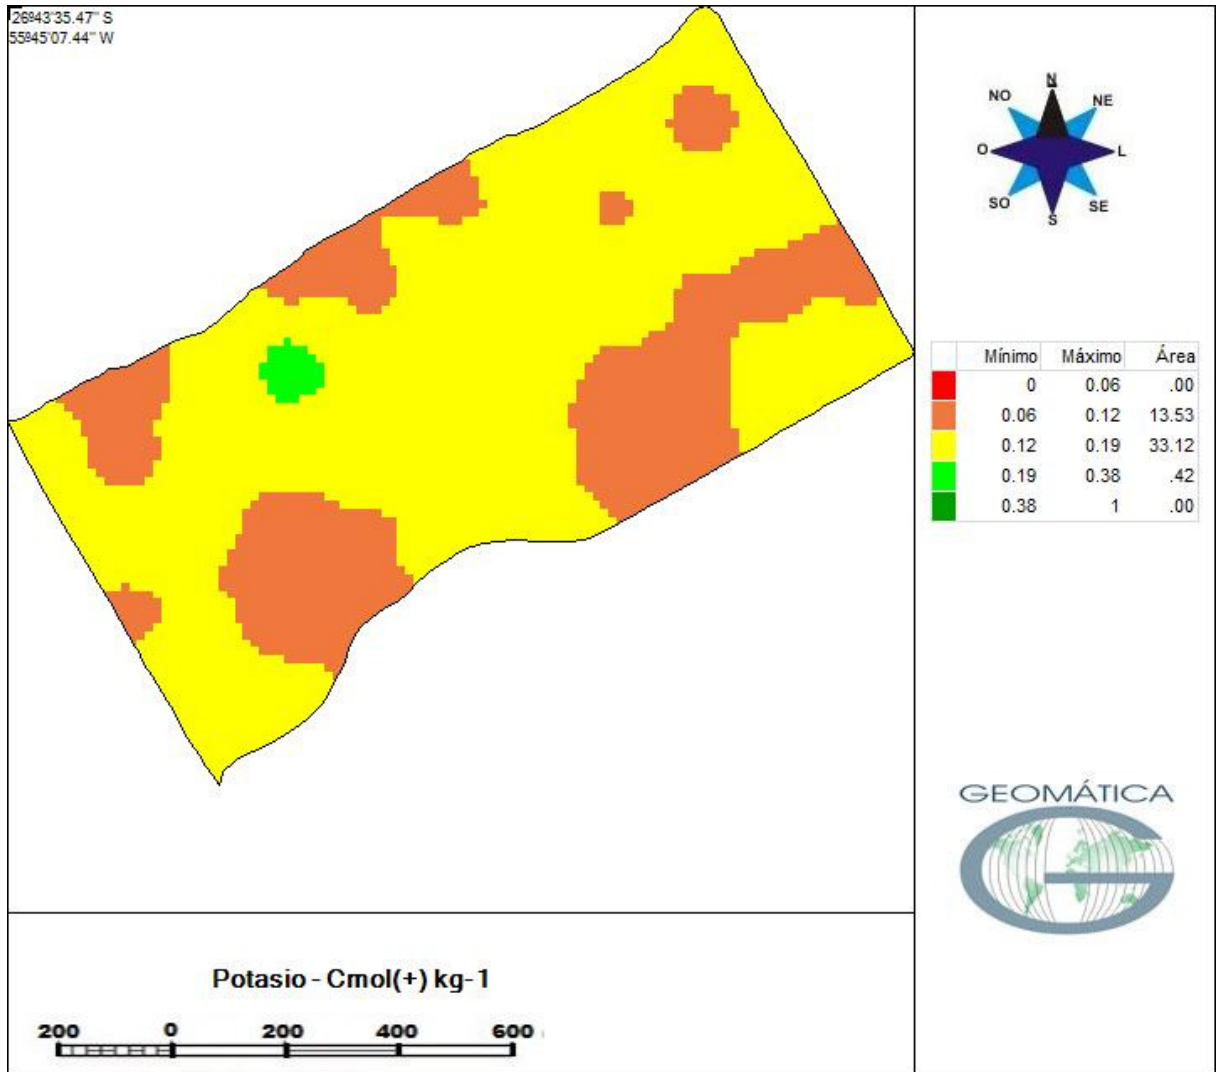 26º43'35.47" S
55º45'07.44" W
N
NO
NE
O
L
SO
SE
S
Mínimo Máximo Área
0 0.06 .00
0.06 0.12 13.53
0.12 0.19 33.12
0.19 0.38 .42
0.38 1 .00
GEOMÁTICA
Potasio - Cmol(+) kg-1
200 0 200 400 600